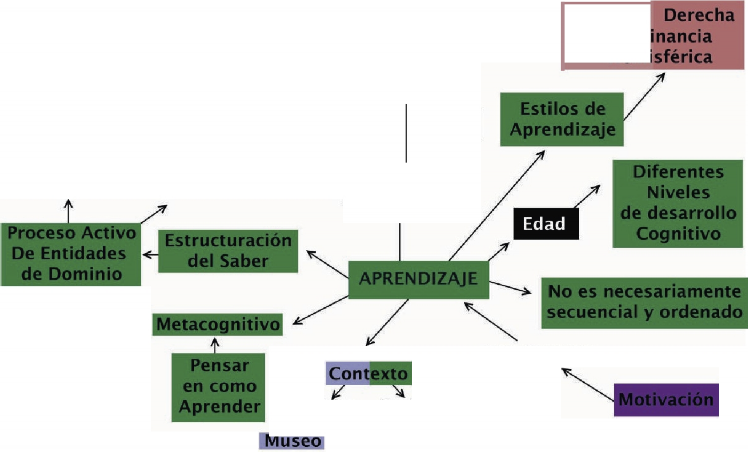 Derecha
inancia
isférica
Estilos de
Aprendizaje
Diferentes
Niveles
de desarrollo
Cognitivo
Edad
Proceso Activo
De Entidades
de Dominio
Estructuración
del Saber
APRENDIZAJE
No es necesariamente
secuencial y ordenado
Metacognitivo
Pensar
en como
Aprender
Contexto
Motivación
Museo